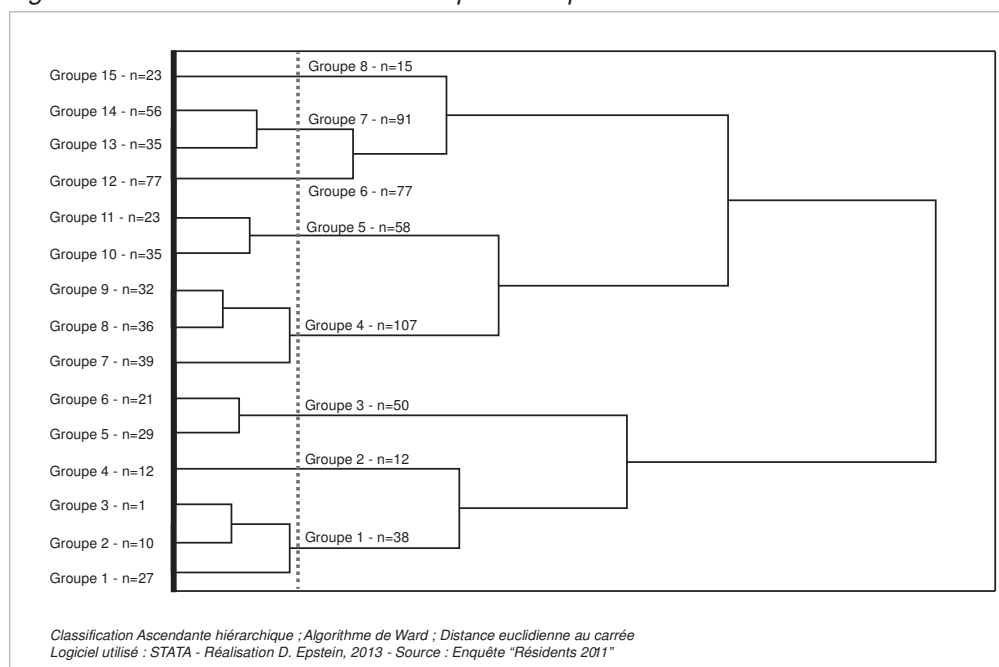 Groupe 8 - n=15
Groupe 15 - n=23
Groupe 14 - n=56
Groupe 7 - n=91
Groupe 13 - n=35
Groupe 12 - n=77
Groupe 6 - n=77
Groupe 11 - n=23
Groupe 5 - n=58
Groupe 10 - n=35
Groupe 9 - n=32
Groupe 8 - n=36
Groupe 4 - n=107
Groupe 7 - n=39
Groupe 6 - n=21
Groupe 3 - n=50
Groupe 5 - n=29
Groupe 2 - n=12
Groupe 4 - n=12
Groupe 3 - n=1
Groupe 2 - n=10
Groupe 1 - n=38
Groupe 1 - n=27
Classification Ascendante hiérarchique ; Algorithme de Ward ; Distance euclidienne au carrée
Logiciel utilisé : STATA - Réalisation D. Epstein, 2013 - Source : Enquête “Résidents 2011”